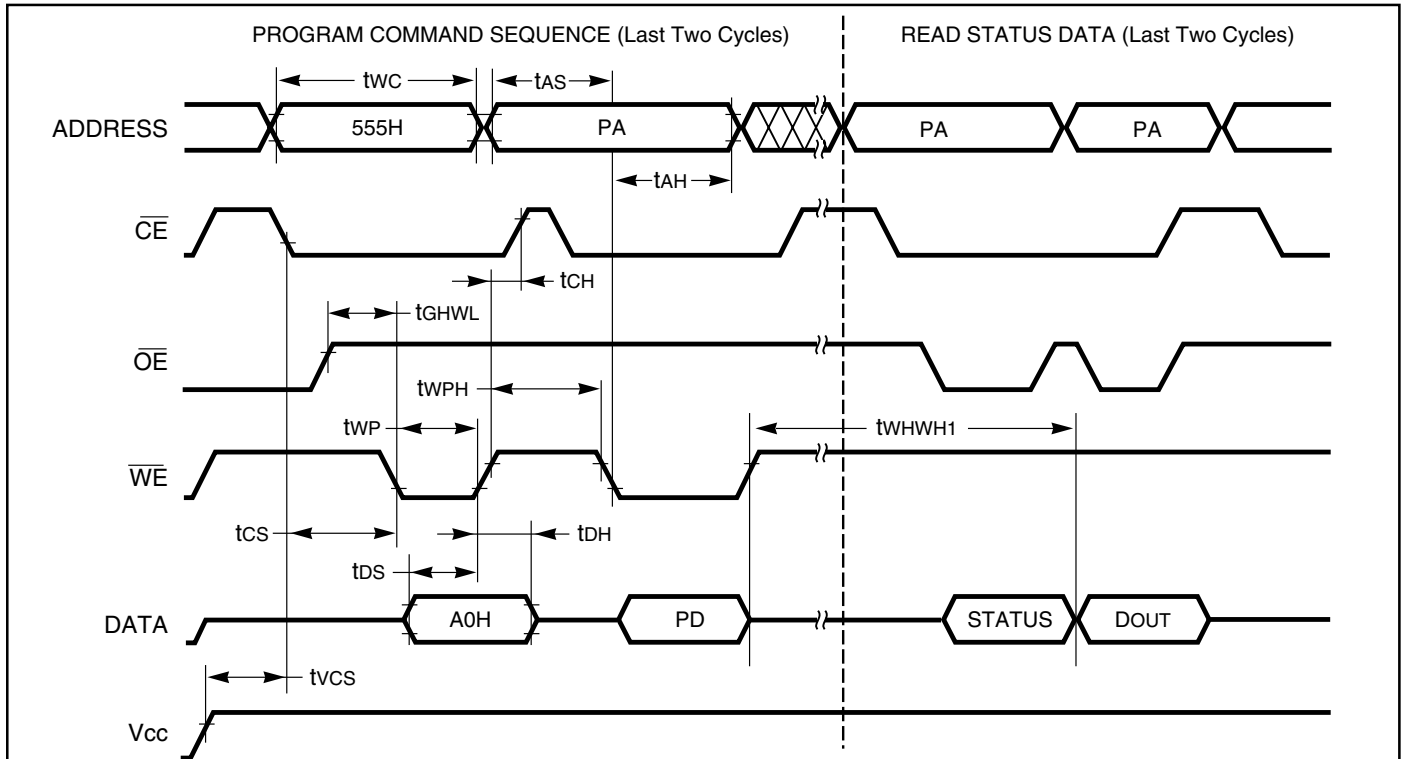 PROGRAM COMMAND SEQUENCE (Last Two Cycles) READ STATUS DATA (Last Two Cycles)
tWC tAS
ADDRESS 555H PA PA PA
tAH
CE
tCH
tGHWL
OE
tWPH
tWP tWHWH1
WE
tCS tDH
tDS
DATA A0H PD STATUS DOUT
tVCS
Vcc